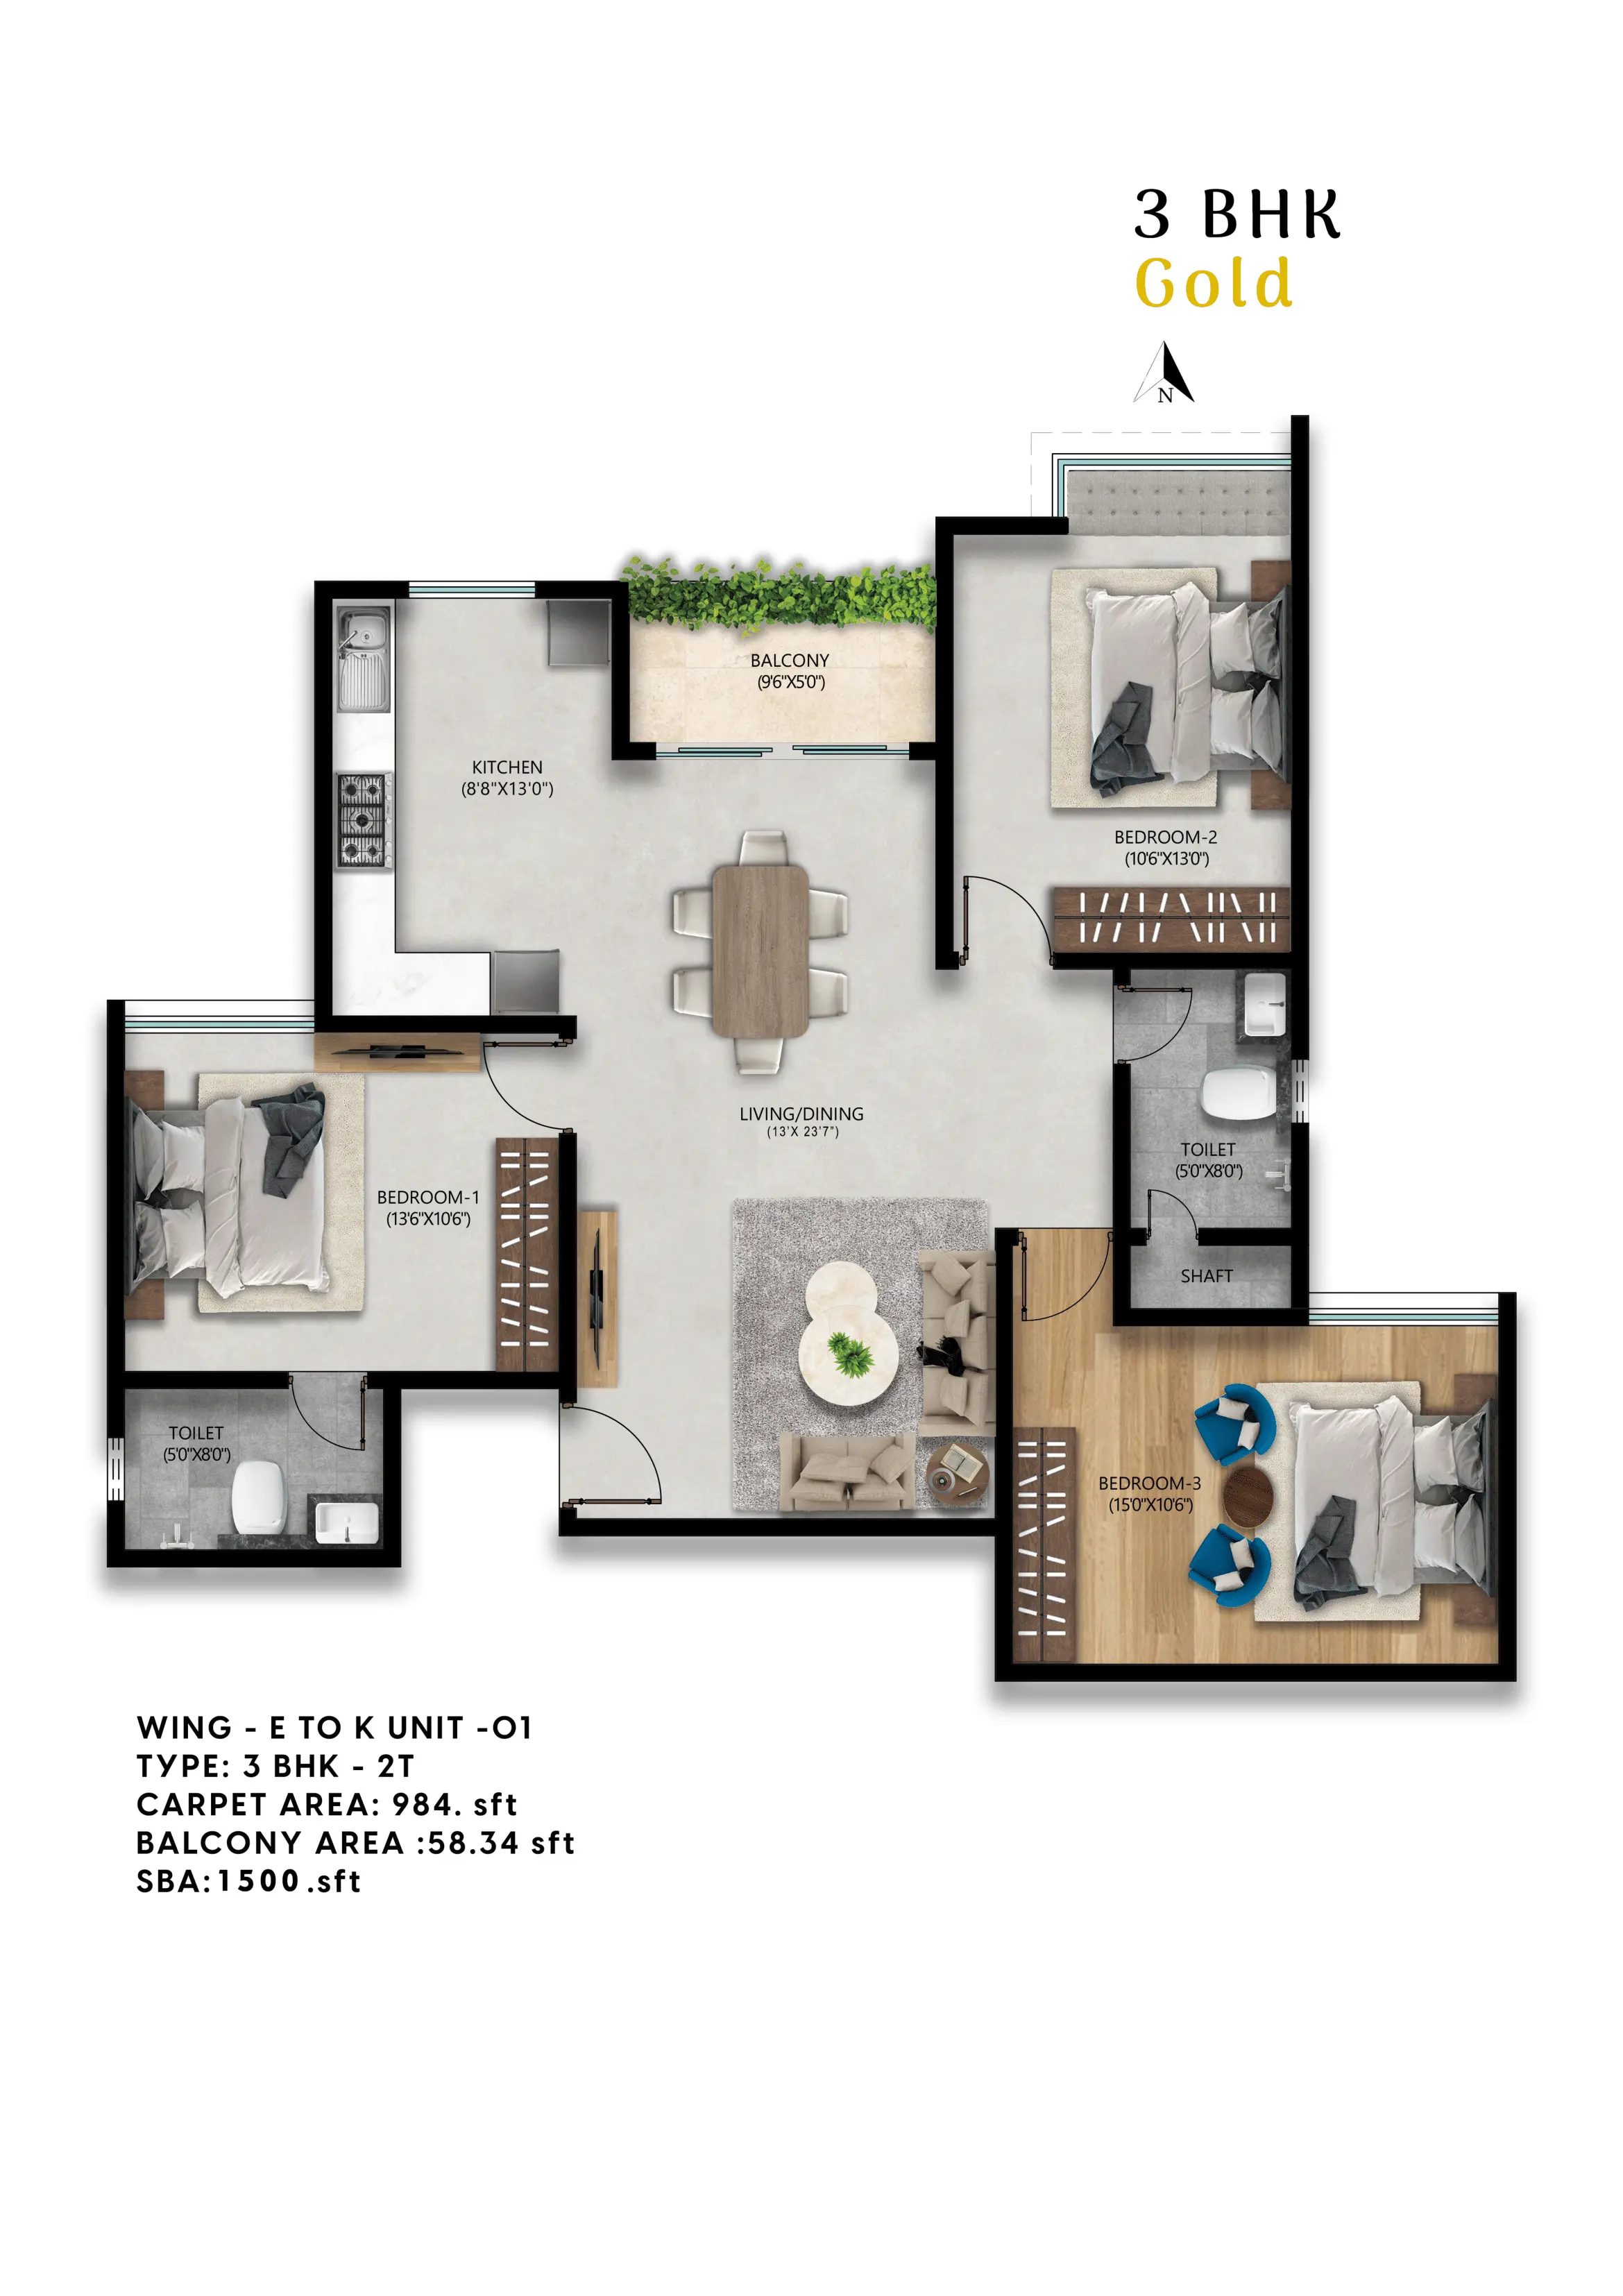 3 BHK
Gold
N
BALCONY
(9'6"X5'0")
KITCHEN
(8'8"X13'0")
BEDROOM-2
(10'6"X13'0")
LIVING/DINING
(13'X 23'7")
TOILET
(5'0"X8'0")
BEDROOM-1
(13'6"X10'6")
SHAFT
TOILET
(5'0"X8'0")
BEDROOM-3
(15'0"X10'6")
WING - E TO K UNIT -O1
TYPE: 3 BHK - 2T
CARPET AREA: 984. sft
BALCONY AREA :58.34 sft
SBA:1500.sft